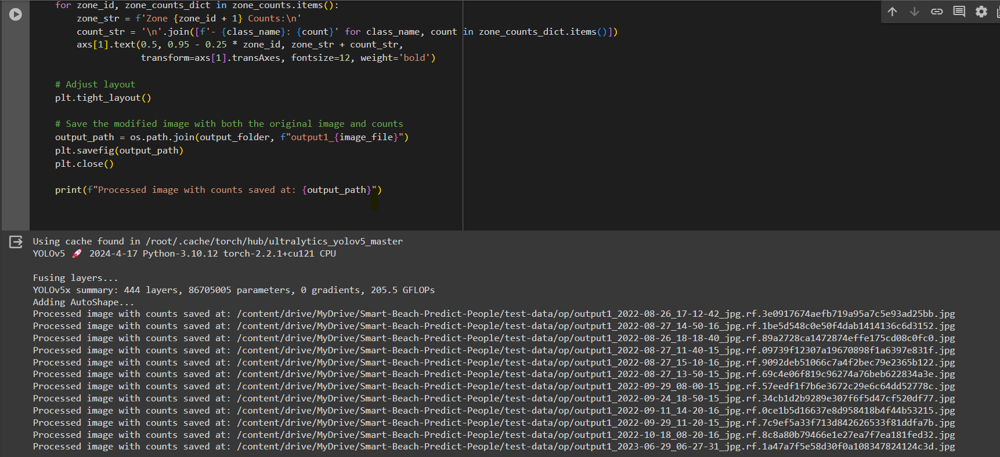 for zone_id, zone_counts_dict in zone_counts.items():
    zone_str = f'Zone {zone_id + 1} Counts:\n'
    count_str = '\n'.join([f'- {class_name}: {count}' for class_name, count in zone_counts_dict.items()])
    axs[1].text(0.5, 0.95 - 0.25 * zone_id, zone_str + count_str,
                transform=axs[1].transAxes, fontsize=12, weight='bold')
# Adjust layout
plt.tight_layout()
# Save the modified image with both the original image and counts
output_path = os.path.join(output_folder, f"output1_{image_file}")
plt.savefig(output_path)
plt.close()
print(f"Processed image with counts saved at: {output_path}")
Using cache found in /root/.cache/torch/hub/ultralytics_yolov5_master
YOLOv5 🚀 2024-4-17 Python-3.10.12 torch-2.2.1+cu121 CPU
Fusing layers...
YOLOv5x summary: 444 layers, 86705005 parameters, 0 gradients, 205.5 GFLOPs
Adding AutoShape...
Processed image with counts saved at: /content/drive/MyDrive/Smart-Beach-Predict-People/test-data/op/output1_2022-08-26_17-12-42_jpg.rf.3e0917674aefb719a95a7c5e93ad25bb.jpg
Processed image with counts saved at: /content/drive/MyDrive/Smart-Beach-Predict-People/test-data/op/output1_2022-08-27_14-50-16_jpg.rf.1be5d548c0e50f4dab1414136c6d3152.jpg
Processed image with counts saved at: /content/drive/MyDrive/Smart-Beach-Predict-People/test-data/op/output1_2022-08-26_18-18-40_jpg.rf.89a2728ca1472874effe175cd08c0fc0.jpg
Processed image with counts saved at: /content/drive/MyDrive/Smart-Beach-Predict-People/test-data/op/output1_2022-08-27_11-40-15_jpg.rf.09739f12307a19670898f1a6397e831f.jpg
Processed image with counts saved at: /content/drive/MyDrive/Smart-Beach-Predict-People/test-data/op/output1_2022-08-27_15-10-16_jpg.rf.9092deb51066c7a4f2bec79e2365b122.jpg
Processed image with counts saved at: /content/drive/MyDrive/Smart-Beach-Predict-People/test-data/op/output1_2022-08-27_13-50-15_jpg.rf.69c4e06f819c96274a76beb622834a3e.jpg
Processed image with counts saved at: /content/drive/MyDrive/Smart-Beach-Predict-People/test-data/op/output1_2022-09-29_08-00-15_jpg.rf.57eedf1f7b6e3672c29e6c64dd52778c.jpg
Processed image with counts saved at: /content/drive/MyDrive/Smart-Beach-Predict-People/test-data/op/output1_2022-09-24_18-50-15_jpg.rf.34cb1d2b9289e307f6f5d47cf520df77.jpg
Processed image with counts saved at: /content/drive/MyDrive/Smart-Beach-Predict-People/test-data/op/output1_2022-09-11_14-20-16_jpg.rf.0ce1b5d16637e8d958418b4f44b53215.jpg
Processed image with counts saved at: /content/drive/MyDrive/Smart-Beach-Predict-People/test-data/op/output1_2022-09-29_11-20-15_jpg.rf.7c9ef5a33f713d842626533f81ddfa7b.jpg
Processed image with counts saved at: /content/drive/MyDrive/Smart-Beach-Predict-People/test-data/op/output1_2022-10-18_08-20-16_jpg.rf.8c8a80b79466e1e27ea7f7ea181fed32.jpg
Processed image with counts saved at: /content/drive/MyDrive/Smart-Beach-Predict-People/test-data/op/output1_2023-06-29_06-27-31_jpg.rf.1a47a7f5e58d30f0a108347824124c3d.jpg